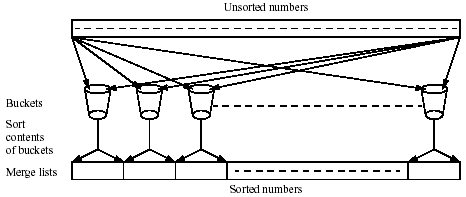 Unsorted numbers
Buckets
Sort
contents
of buckets
Merge lists
Sorted numbers